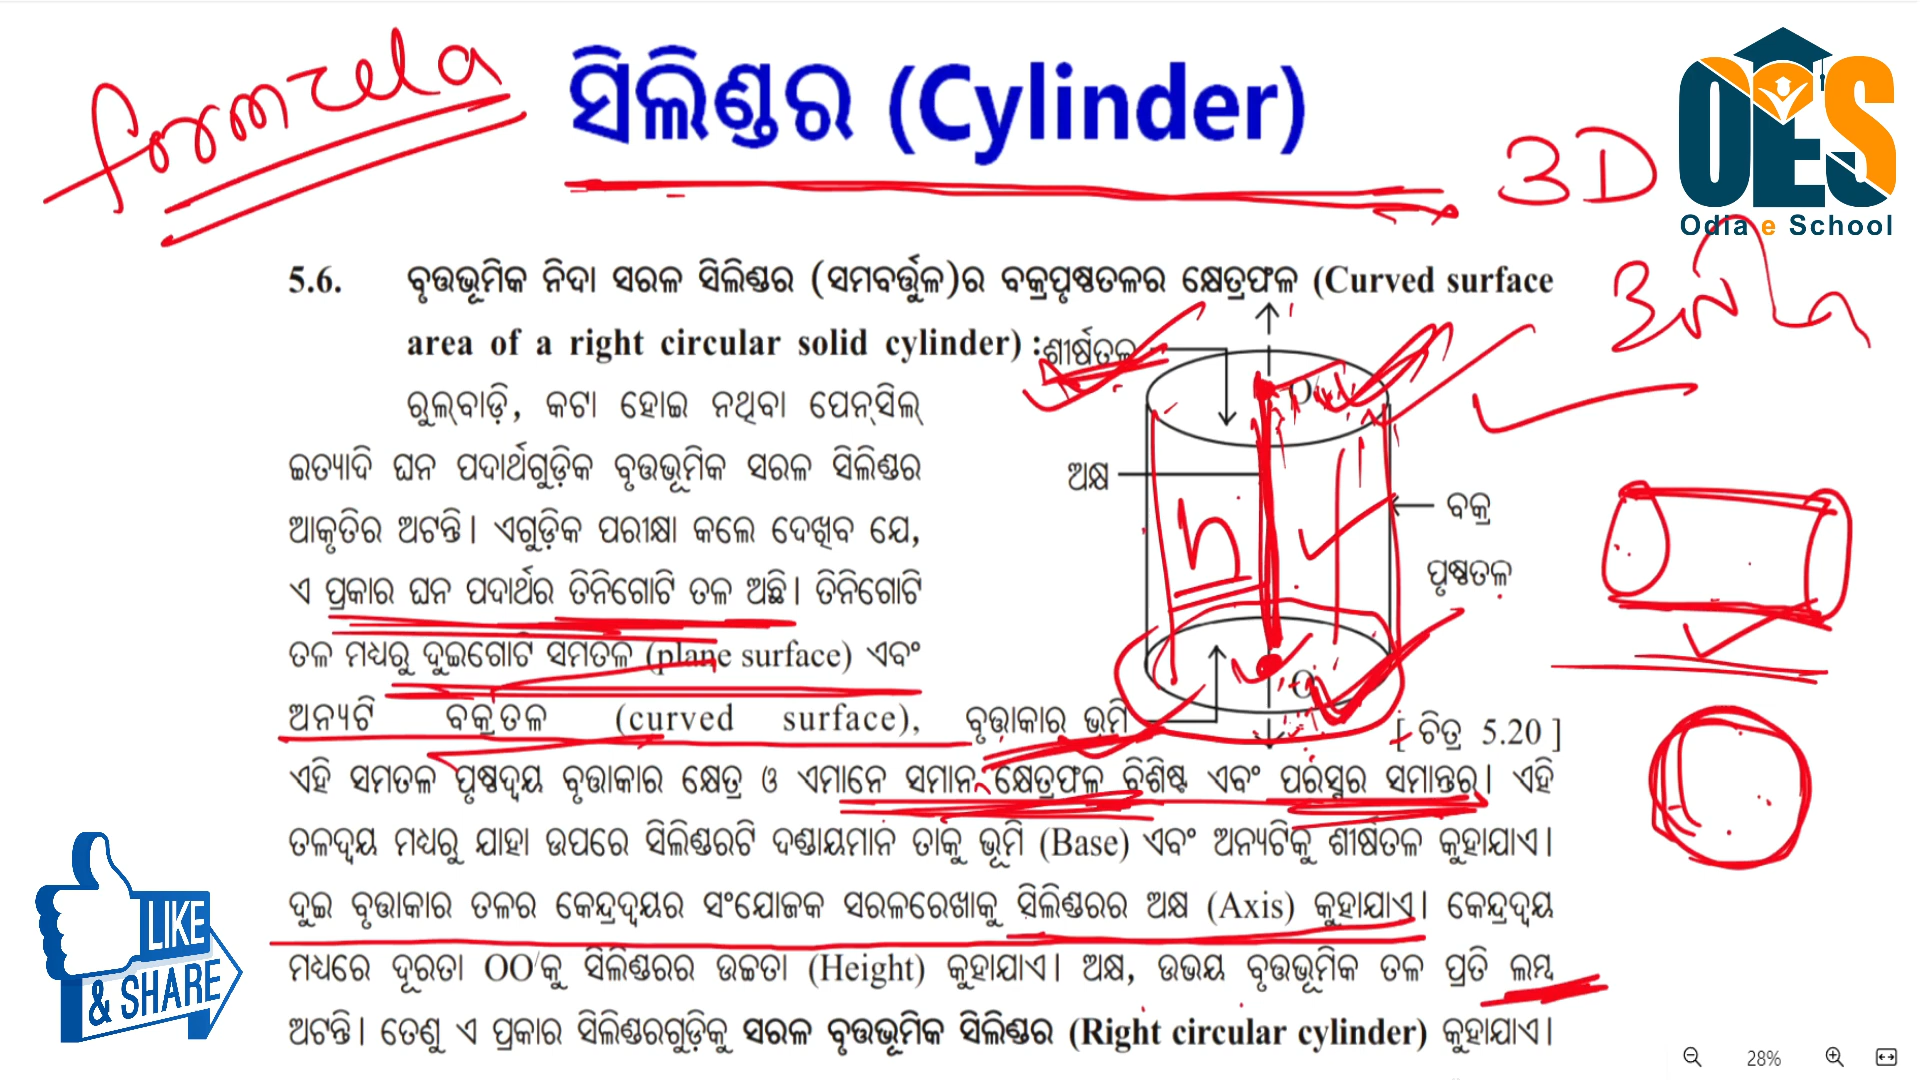 formula
ସିଲିଣ୍ଡର (Cylinder)
3D
OES
Odia e School
5.6. ବୃତ୍ତଭୂମିକ ନିଦା ସରଳ ସିଲିଣ୍ଡର (ସମବର୍ତ୍ତୁଳ)ର ବକ୍ରପୃଷ୍ଠତଳର କ୍ଷେତ୍ରଫଳ (Curved surface
area of a right circular solid cylinder) :
ରୁଲ୍‌ବାଡ଼ି, କଟା ହୋଇ ନଥିବା ପେନ୍‌ସିଲ୍
ଇତ୍ୟାଦି ଘନ ପଦାର୍ଥଗୁଡ଼ିକ ବୃତ୍ତଭୂମିକ ସରଳ ସିଲିଣ୍ଡର
ଆକୃତିର ଅଟନ୍ତି। ଏଗୁଡ଼ିକ ପରୀକ୍ଷା କଲେ ଦେଖିବ ଯେ,
ଏ ପ୍ରକାର ଘନ ପଦାର୍ଥର ତିନିଗୋଟି ତଳ ଅଛି। ତିନିଗୋଟି
ତଳ ମଧ୍ୟରୁ ଦୁଇଗୋଟି ସମତଳ (plane surface) ଏବଂ
ଅନ୍ୟଟି ବକ୍ରତଳ (curved surface),
ଶୀର୍ଷତଳ
O′
ଅକ୍ଷ
h
ବକ୍ର
ପୃଷ୍ଠତଳ
O
ବୃତ୍ତାକାର ଭୂମି
[ ଚିତ୍ର 5.20 ]
ଏହି ସମତଳ ପୃଷ୍ଠଦ୍ୱୟ ବୃତ୍ତାକାର କ୍ଷେତ୍ର ଓ ଏମାନେ ସମାନ କ୍ଷେତ୍ରଫଳ ବିଶିଷ୍ଟ ଏବଂ ପରସ୍ପର ସମାନ୍ତର। ଏହି
ତଳଦ୍ୱୟ ମଧ୍ୟରୁ ଯାହା ଉପରେ ସିଲିଣ୍ଡରଟି ଦଣ୍ଡାୟମାନ ତାକୁ ଭୂମି (Base) ଏବଂ ଅନ୍ୟଟିକୁ ଶୀର୍ଷତଳ କୁହାଯାଏ।
ଦୁଇ ବୃତ୍ତାକାର ତଳର କେନ୍ଦ୍ରଦ୍ୱୟର ସଂଯୋଜକ ସରଳରେଖାକୁ ସିଲିଣ୍ଡରର ଅକ୍ଷ (Axis) କୁହାଯାଏ। କେନ୍ଦ୍ରଦ୍ୱୟ
ମଧ୍ୟରେ ଦୂରତା OO′କୁ ସିଲିଣ୍ଡରର ଉଚ୍ଚତା (Height) କୁହାଯାଏ। ଅକ୍ଷ, ଉଭୟ ବୃତ୍ତଭୂମିକ ତଳ ପ୍ରତି ଲମ୍ବ
ଅଟନ୍ତି। ତେଣୁ ଏ ପ୍ରକାର ସିଲିଣ୍ଡରଗୁଡ଼ିକୁ ସରଳ ବୃତ୍ତଭୂମିକ ସିଲିଣ୍ଡର (Right circular cylinder) କୁହାଯାଏ।
LIKE
& SHARE
28%